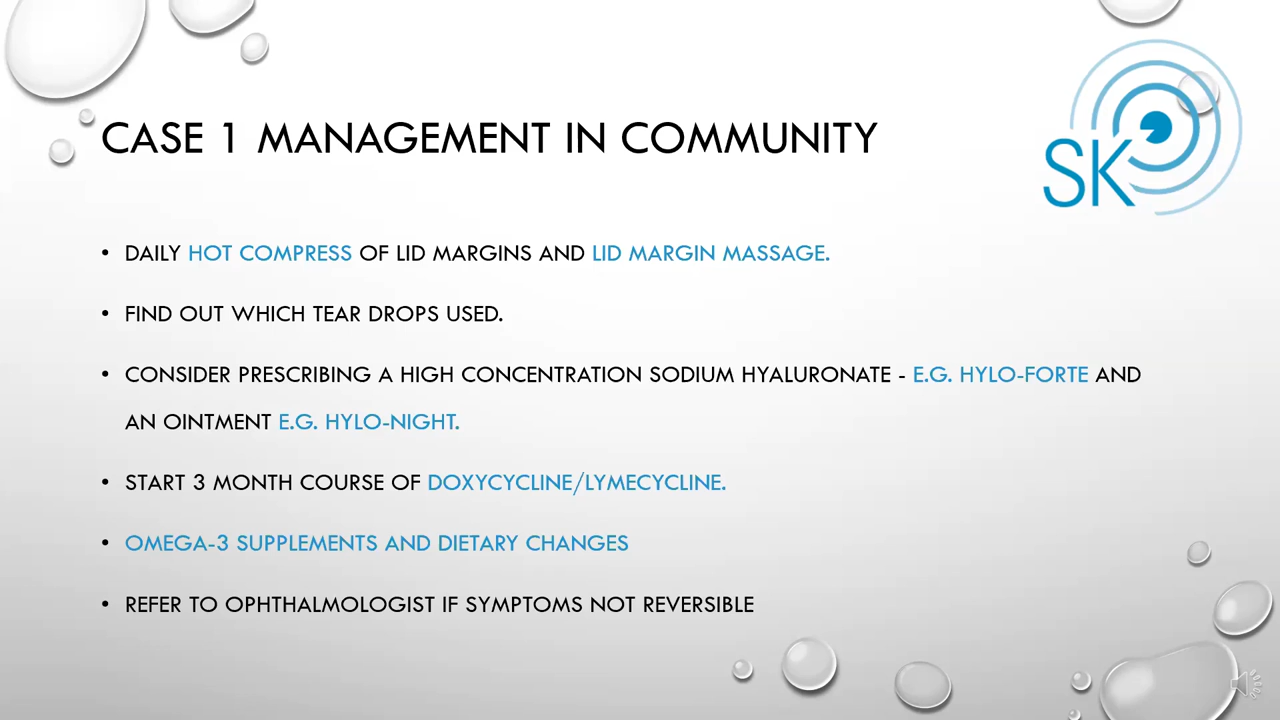 SK
CASE 1 MANAGEMENT IN COMMUNITY
• DAILY HOT COMPRESS OF LID MARGINS AND LID MARGIN MASSAGE.
• FIND OUT WHICH TEAR DROPS USED.
• CONSIDER PRESCRIBING A HIGH CONCENTRATION SODIUM HYALURONATE - E.G. HYLO-FORTE AND
AN OINTMENT E.G. HYLO-NIGHT.
• START 3 MONTH COURSE OF DOXYCYCLINE/LYMECYCLINE.
• OMEGA-3 SUPPLEMENTS AND DIETARY CHANGES
• REFER TO OPHTHALMOLOGIST IF SYMPTOMS NOT REVERSIBLE